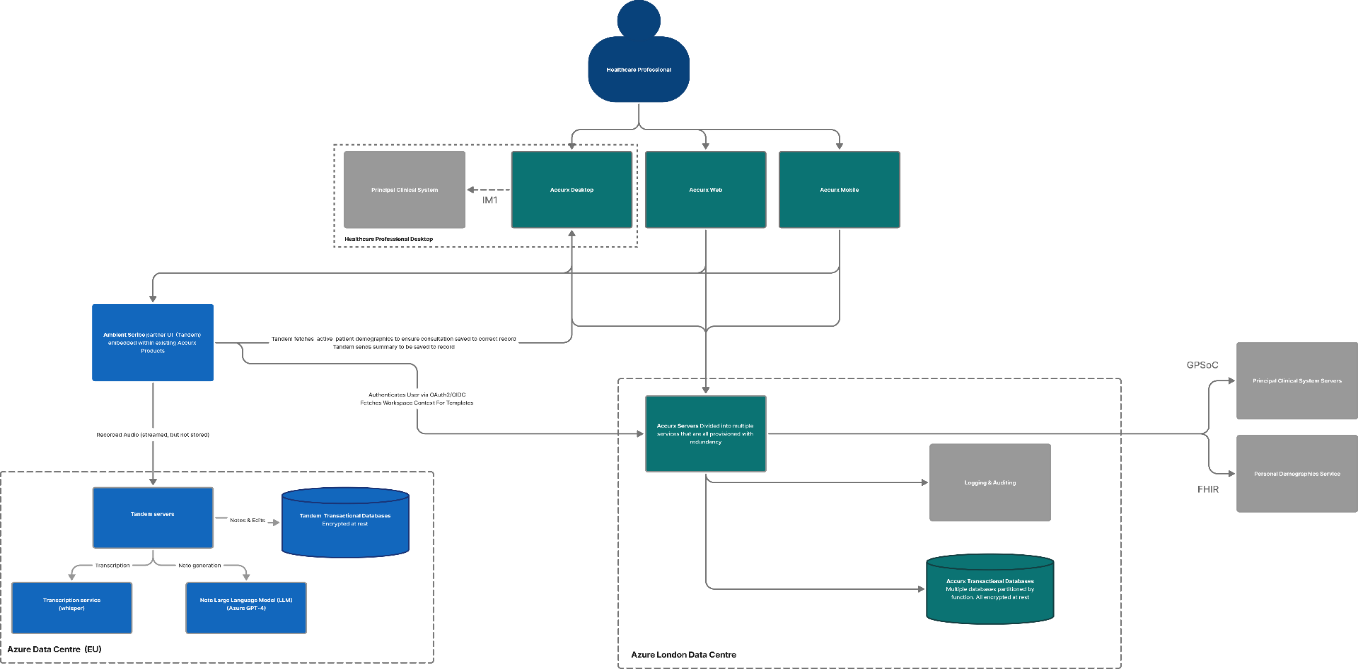 Healthcare Professional
Principal Clinical System
IM1
Accurx Desktop
Accurx Web
Accurx Mobile
Healthcare Professional Desktop
Ambient Scribe partner UI (Tandem)
embedded within existing Accurx
Products
Tandem fetches active patient demographics to ensure consultation saved to correct record
Tandem sends summary to be saved to record
Authenticates User via OAuth2/OIDC
Fetches Workspace Context For Templates
Recorded Audio (streamed, but not stored)
Accurx Servers Divided into multiple
services that are all provisioned with
redundancy
GPSoC
Principal Clinical System Servers
Personal Demographics Service
FHIR
Logging & Auditing
Tandem servers
Notes & Edits
Tandem Transactional Databases
Encrypted at rest
Transcription
Note generation
Transcription service
(whisper)
Note Large Language Model (LLM)
(Azure GPT-4)
Accurx Transactional Databases
Multiple databases partitioned by
function. All encrypted at rest
Azure Data Centre (EU)
Azure London Data Centre